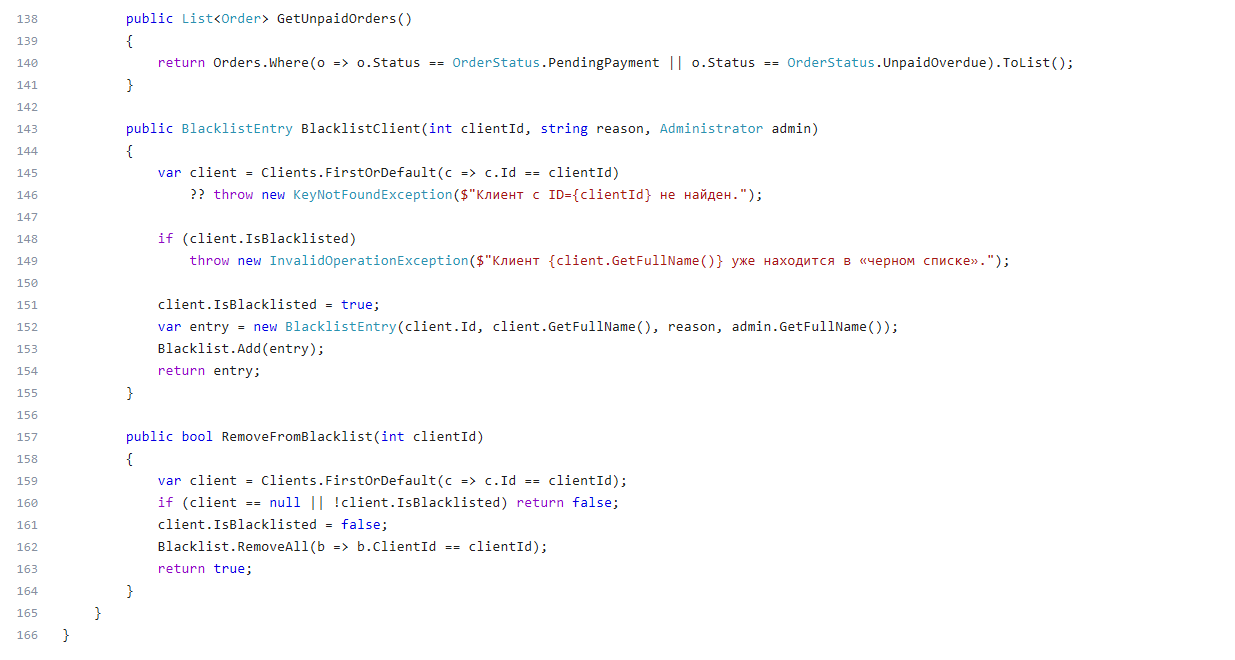 138         public List<Order> GetUnpaidOrders()
139         {
140             return Orders.Where(o => o.Status == OrderStatus.PendingPayment || o.Status == OrderStatus.UnpaidOverdue).ToList();
141         }
142
143         public BlacklistEntry BlacklistClient(int clientId, string reason, Administrator admin)
144         {
145             var client = Clients.FirstOrDefault(c => c.Id == clientId)
146                 ?? throw new KeyNotFoundException($"Клиент с ID={clientId} не найден.");
147
148             if (client.IsBlacklisted)
149                 throw new InvalidOperationException($"Клиент {client.GetFullName()} уже находится в «черном списке».");
150
151             client.IsBlacklisted = true;
152             var entry = new BlacklistEntry(client.Id, client.GetFullName(), reason, admin.GetFullName());
153             Blacklist.Add(entry);
154             return entry;
155         }
156
157         public bool RemoveFromBlacklist(int clientId)
158         {
159             var client = Clients.FirstOrDefault(c => c.Id == clientId);
160             if (client == null || !client.IsBlacklisted) return false;
161             client.IsBlacklisted = false;
162             Blacklist.RemoveAll(b => b.ClientId == clientId);
163             return true;
164         }
165     }
166 }